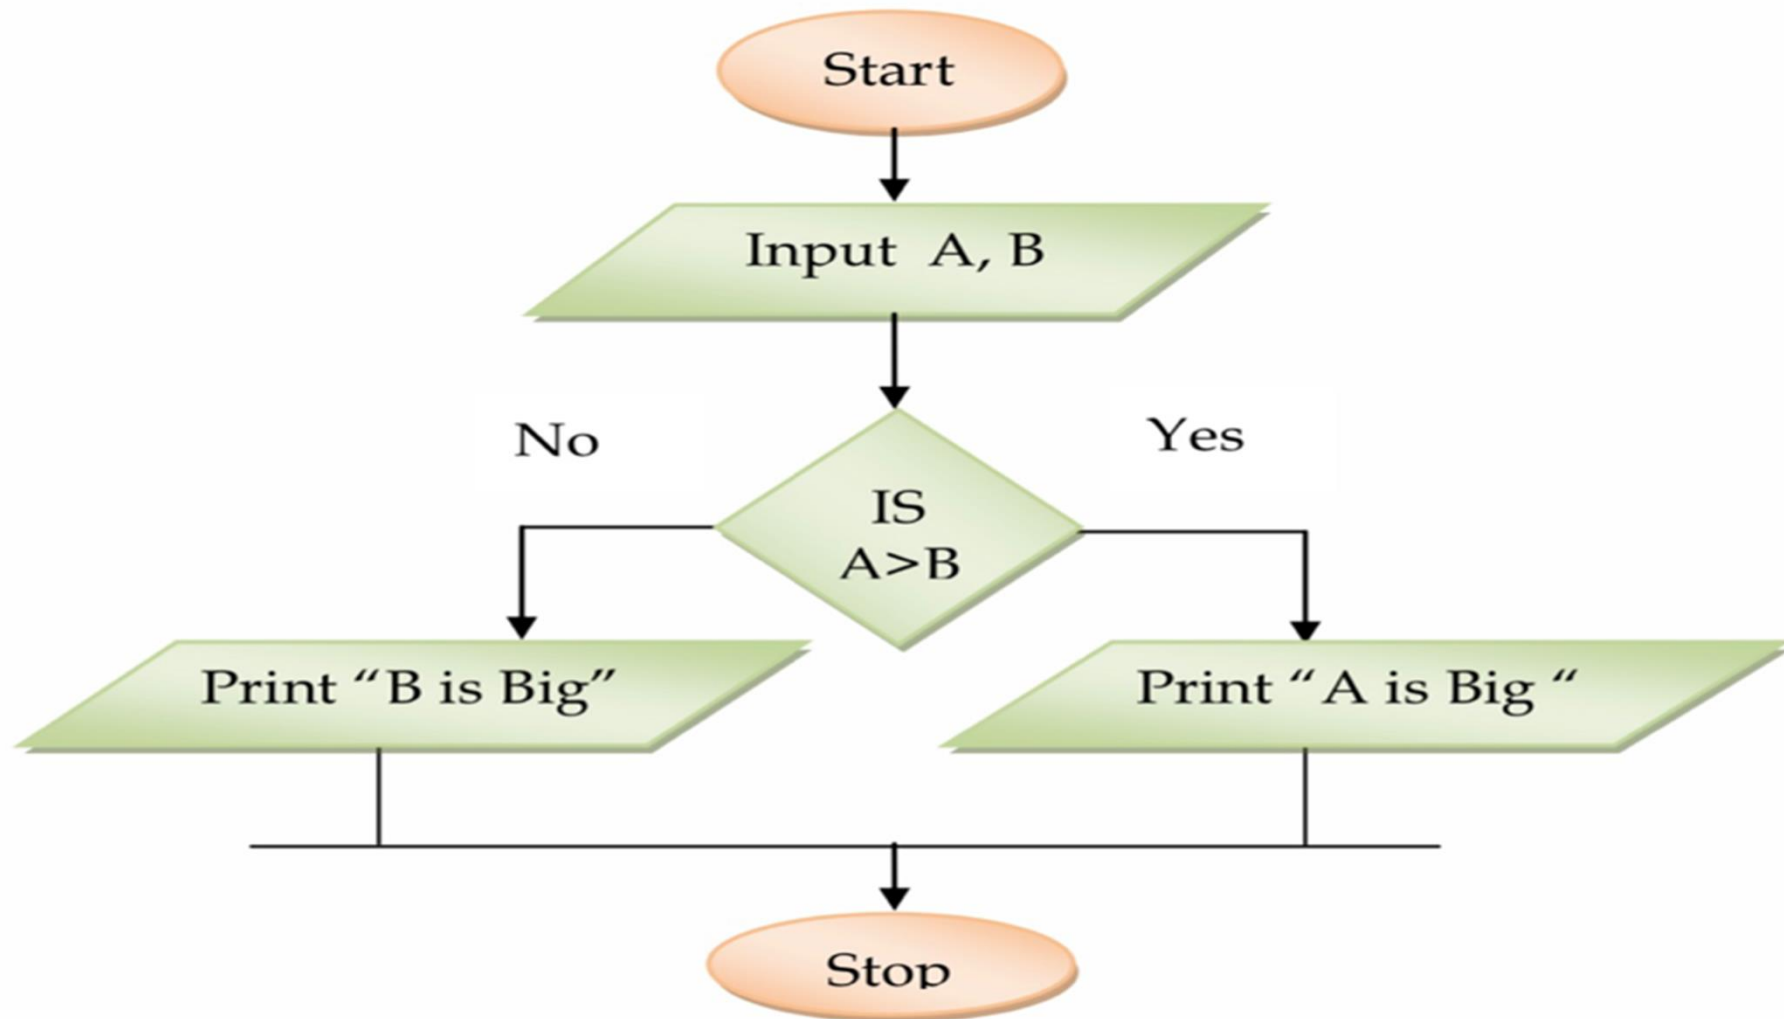 Start
Input A, B
No
Yes
IS
A>B
Print “B is Big”
Print “A is Big “
Stop